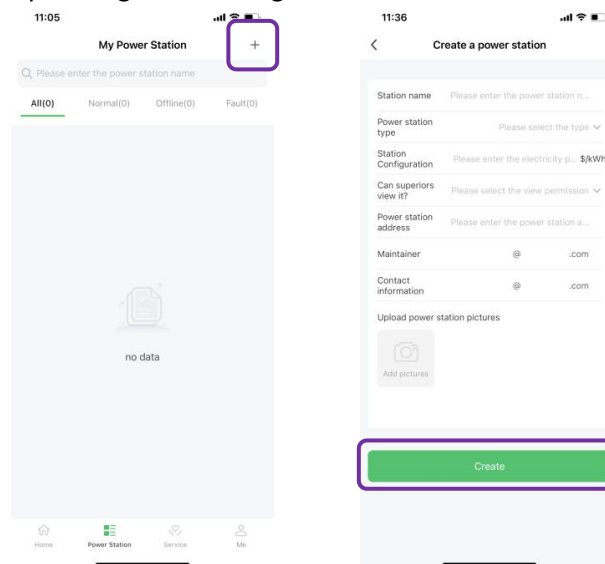 11:05
My Power Station
+
Please enter the power station name
All(0) Normal(0) Offline(0) Fault(0)
no data
Home Power Station Service Me
11:36
Create a power station
Station name Please enter the power station n...
Power station type Please select the type
Station Configuration Please enter the electricity p... $/kWh
Can superiors view it? Please select the view permission
Power station address Please enter the power station a...
Maintainer @ .com
Contact information @ .com
Upload power station pictures
Add pictures
Create